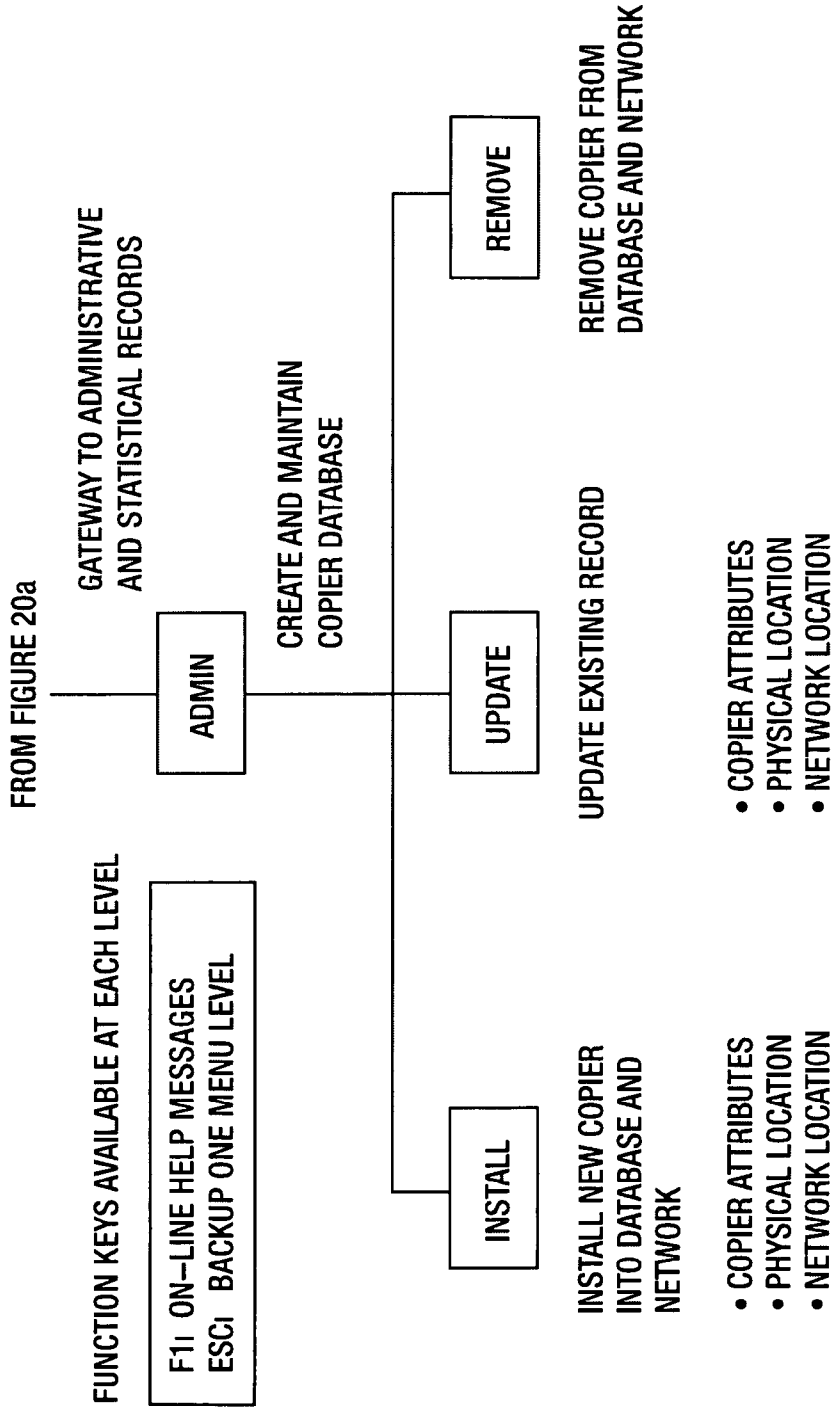 FROM FIGURE 20a
FUNCTION KEYS AVAILABLE AT EACH LEVEL
F1: ON-LINE HELP MESSAGES
ESC: BACKUP ONE MENU LEVEL
ADMIN
GATEWAY TO ADMINISTRATIVE
AND STATISTICAL RECORDS
CREATE AND MAINTAIN
COPIER DATABASE
INSTALL
INSTALL NEW COPIER
INTO DATABASE AND
NETWORK
• COPIER ATTRIBUTES
• PHYSICAL LOCATION
• NETWORK LOCATION
UPDATE
UPDATE EXISTING RECORD
• COPIER ATTRIBUTES
• PHYSICAL LOCATION
• NETWORK LOCATION
REMOVE
REMOVE COPIER FROM
DATABASE AND NETWORK